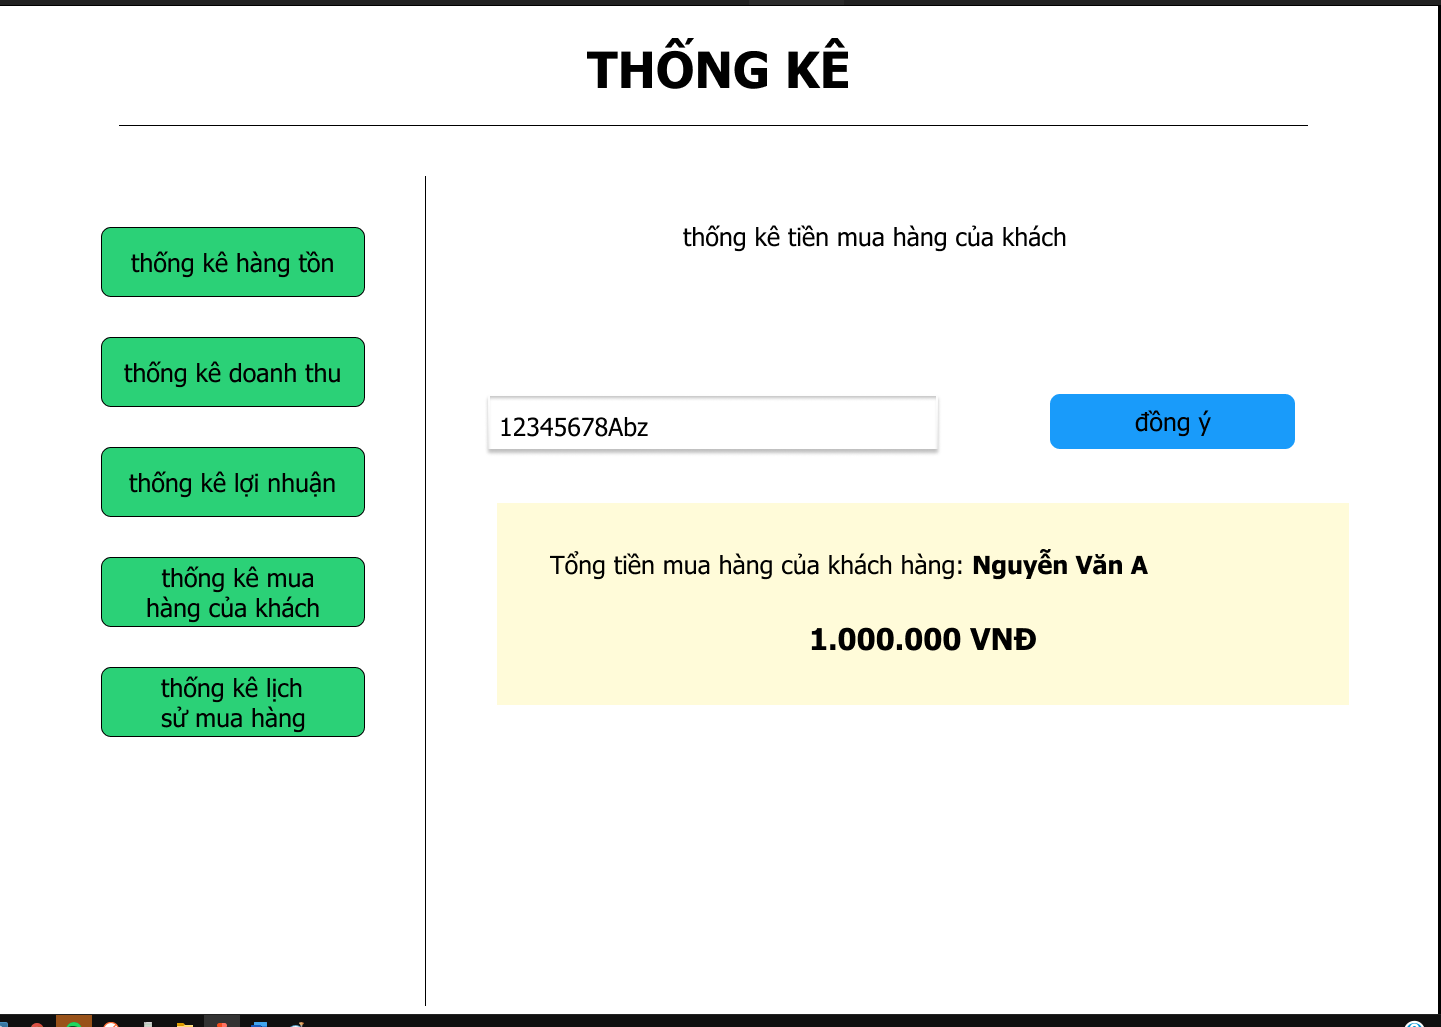 THỐNG KÊ
thống kê hàng tồn
thống kê doanh thu
thống kê lợi nhuận
thống kê mua
hàng của khách
thống kê lịch
sử mua hàng
thống kê tiền mua hàng của khách
12345678Abz
đồng ý
Tổng tiền mua hàng của khách hàng: Nguyễn Văn A
1.000.000 VNĐ